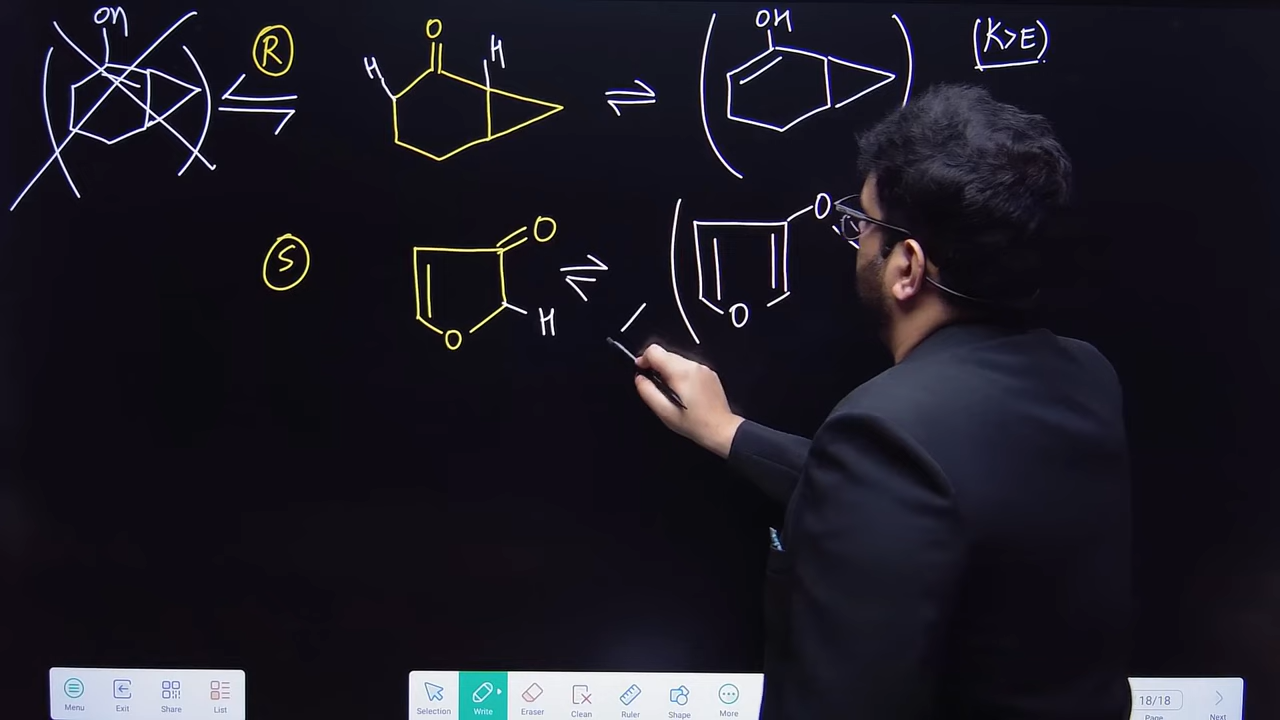 OH
R
O
H
H
OH
(K>E)
S
O
H
O
O
O
Menu
Exit
Share
List
Selection
Write
Eraser
Clean
Ruler
Shape
More
18/18
Page
Next